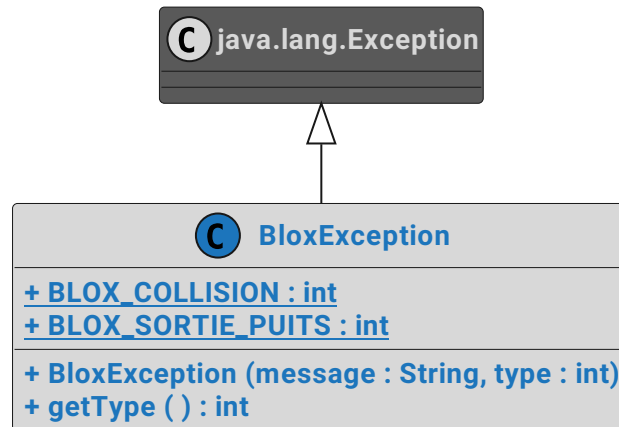 C java.lang.Exception
C BloxException
+ BLOX_COLLISION : int
+ BLOX_SORTIE_PUITS : int
+ BloxException (message : String, type : int)
+ getType ( ) : int